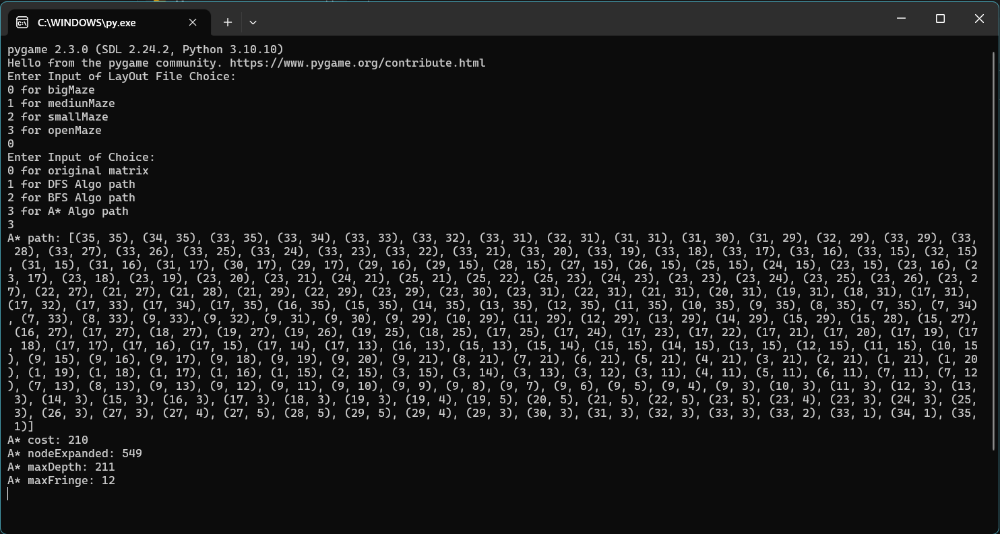 C:\WINDOWS\py.exe
pygame 2.3.0 (SDL 2.24.2, Python 3.10.10)
Hello from the pygame community. https://www.pygame.org/contribute.html
Enter Input of LayOut File Choice:
0 for bigMaze
1 for mediunMaze
2 for smallMaze
3 for openMaze
0
Enter Input of Choice:
0 for original matrix
1 for DFS Algo path
2 for BFS Algo path
3 for A* Algo path
3
A* path: [(35, 35), (34, 35), (33, 35), (33, 34), (33, 33), (33, 32), (33, 31), (32, 31), (31, 31), (31, 30), (31, 29), (32, 29), (33, 29), (33,
28), (33, 27), (33, 26), (33, 25), (33, 24), (33, 23), (33, 22), (33, 21), (33, 20), (33, 19), (33, 18), (33, 17), (33, 16), (33, 15), (32, 15)
, (31, 15), (31, 16), (31, 17), (30, 17), (29, 17), (29, 16), (29, 15), (28, 15), (27, 15), (26, 15), (25, 15), (24, 15), (23, 15), (23, 16), (2
3, 17), (23, 18), (23, 19), (23, 20), (23, 21), (24, 21), (25, 21), (25, 22), (25, 23), (24, 23), (23, 23), (23, 24), (23, 25), (23, 26), (23, 2
7), (22, 27), (21, 27), (21, 28), (21, 29), (22, 29), (23, 29), (23, 30), (23, 31), (22, 31), (21, 31), (20, 31), (19, 31), (18, 31), (17, 31),
(17, 32), (17, 33), (17, 34), (17, 35), (16, 35), (15, 35), (14, 35), (13, 35), (12, 35), (11, 35), (10, 35), (9, 35), (8, 35), (7, 35), (7, 34)
, (7, 33), (8, 33), (9, 33), (9, 32), (9, 31), (9, 30), (9, 29), (10, 29), (11, 29), (12, 29), (13, 29), (14, 29), (15, 29), (15, 28), (15, 27),
(16, 27), (17, 27), (18, 27), (19, 27), (19, 26), (19, 25), (18, 25), (17, 25), (17, 24), (17, 23), (17, 22), (17, 21), (17, 20), (17, 19), (17
, 18), (17, 17), (17, 16), (17, 15), (17, 14), (17, 13), (16, 13), (15, 13), (15, 14), (15, 15), (14, 15), (13, 15), (12, 15), (11, 15), (10, 15
), (9, 15), (9, 16), (9, 17), (9, 18), (9, 19), (9, 20), (9, 21), (8, 21), (7, 21), (6, 21), (5, 21), (4, 21), (3, 21), (2, 21), (1, 21), (1, 20
), (1, 19), (1, 18), (1, 17), (1, 16), (1, 15), (2, 15), (3, 15), (3, 14), (3, 13), (3, 12), (3, 11), (4, 11), (5, 11), (6, 11), (7, 11), (7, 12
), (7, 13), (8, 13), (9, 13), (9, 12), (9, 11), (9, 10), (9, 9), (9, 8), (9, 7), (9, 6), (9, 5), (9, 4), (9, 3), (10, 3), (11, 3), (12, 3), (13,
3), (14, 3), (15, 3), (16, 3), (17, 3), (18, 3), (19, 3), (19, 4), (19, 5), (20, 5), (21, 5), (22, 5), (23, 5), (23, 4), (23, 3), (24, 3), (25,
3), (26, 3), (27, 3), (27, 4), (27, 5), (28, 5), (29, 5), (29, 4), (29, 3), (30, 3), (31, 3), (32, 3), (33, 3), (33, 2), (33, 1), (34, 1), (35,
1)]
A* cost: 210
A* nodeExpanded: 549
A* maxDepth: 211
A* maxFringe: 12